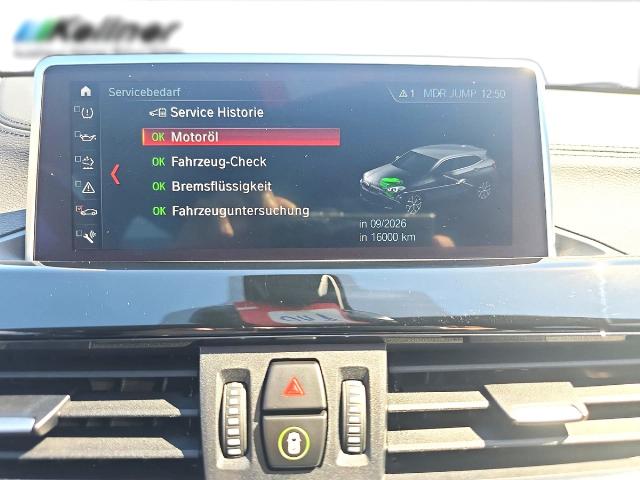 Kellner
Servicebedarf
1 MDR JUMP 12:50
Service Historie
OK Motoröl
OK Fahrzeug-Check
OK Bremsflüssigkeit
OK Fahrzeuguntersuchung
in 09/2026
in 16000 km